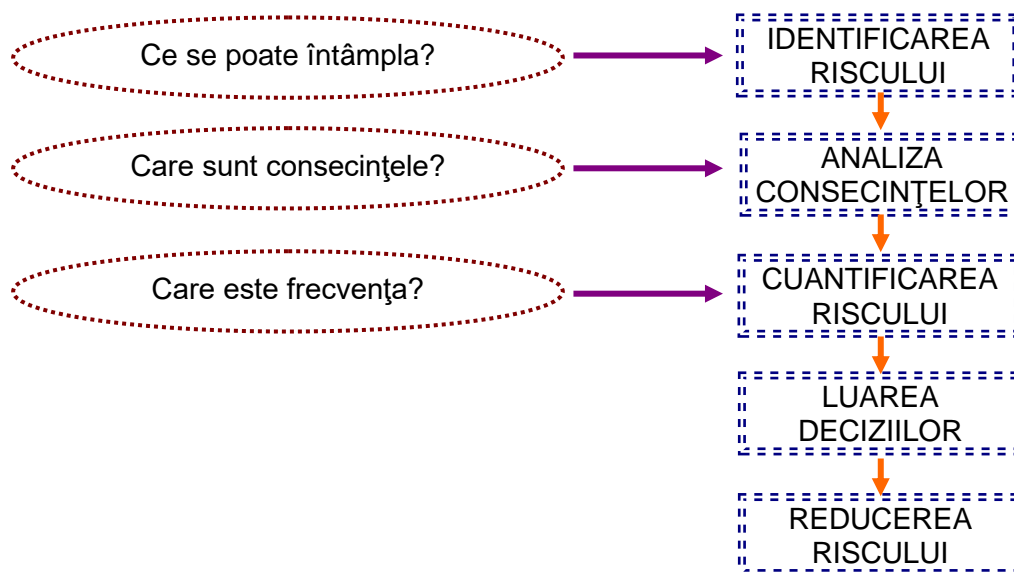 Ce se poate întâmpla?
IDENTIFICAREA
RISCULUI
Care sunt consecinţele?
ANALIZA
CONSECINŢELOR
Care este frecvenţa?
CUANTIFICAREA
RISCULUI
LUAREA
DECIZIILOR
REDUCEREA
RISCULUI